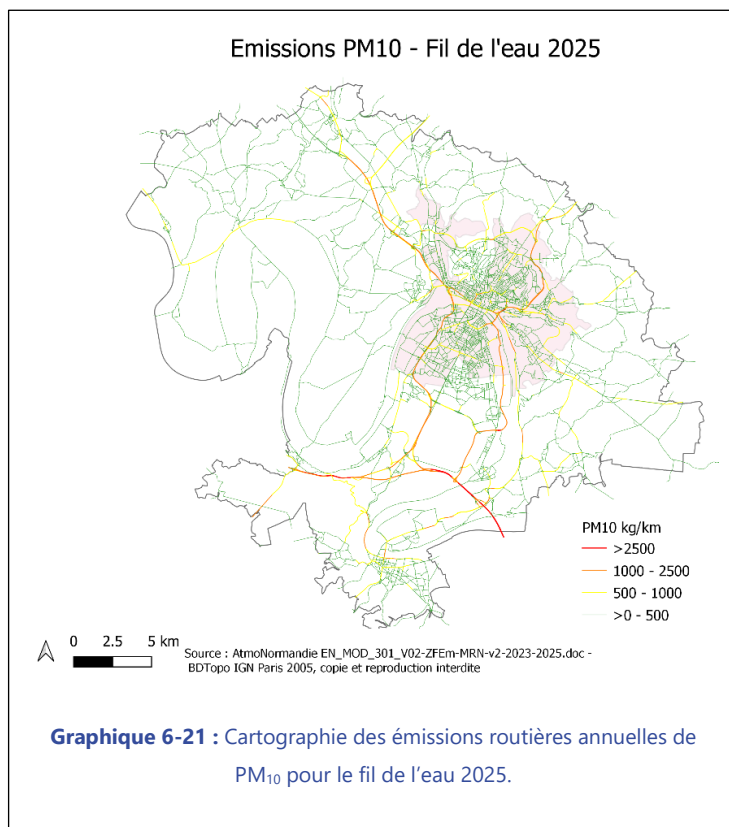 Emissions PM10 - Fil de l'eau 2025
PM10 kg/km
>2500
1000 - 2500
500 - 1000
>0 - 500
0 2.5 5 km
Source : AtmoNormandie EN_MOD_301_V02-ZFEm-MRN-v2-2023-2025.doc -
BDTopo IGN Paris 2005, copie et reproduction interdite
Graphique 6-21 : Cartographie des émissions routières annuelles de
PM₁₀ pour le fil de l’eau 2025.